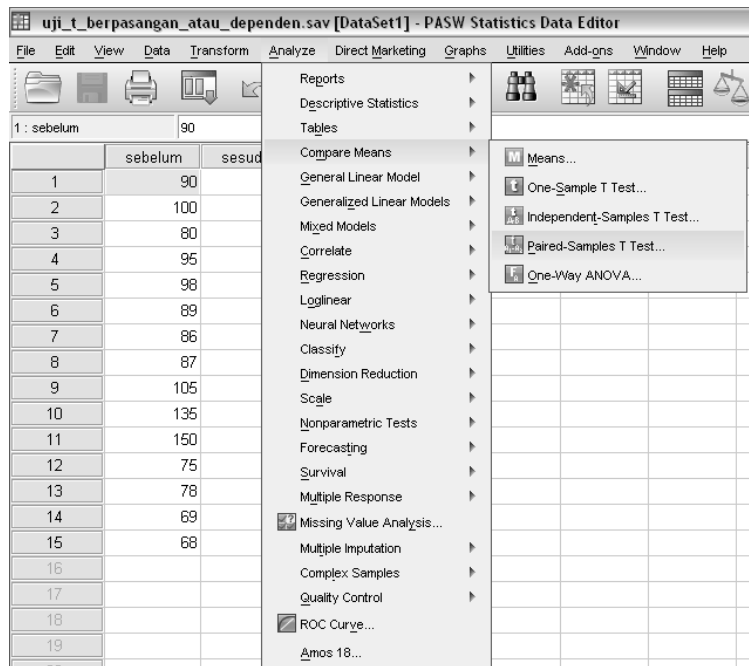 uji_t_berpasangan_atau_dependen.sav [DataSet1] - PASW Statistics Data Editor
File Edit View Data Transform Analyze Direct Marketing Graphs Utilities Add-ons Window Help
1 : sebelum 90
sebelum sesud
1 90
2 100
3 80
4 95
5 98
6 89
7 86
8 87
9 105
10 135
11 150
12 75
13 78
14 69
15 68
16
17
18
19
Reports
Descriptive Statistics
Tables
Compare Means
General Linear Model
Generalized Linear Models
Mixed Models
Correlate
Regression
Loglinear
Neural Networks
Classify
Dimension Reduction
Scale
Nonparametric Tests
Forecasting
Survival
Multiple Response
Missing Value Analysis...
Multiple Imputation
Complex Samples
Quality Control
ROC Curve...
Amos 18...
Means...
One-Sample T Test...
Independent-Samples T Test...
Paired-Samples T Test...
One-Way ANOVA...